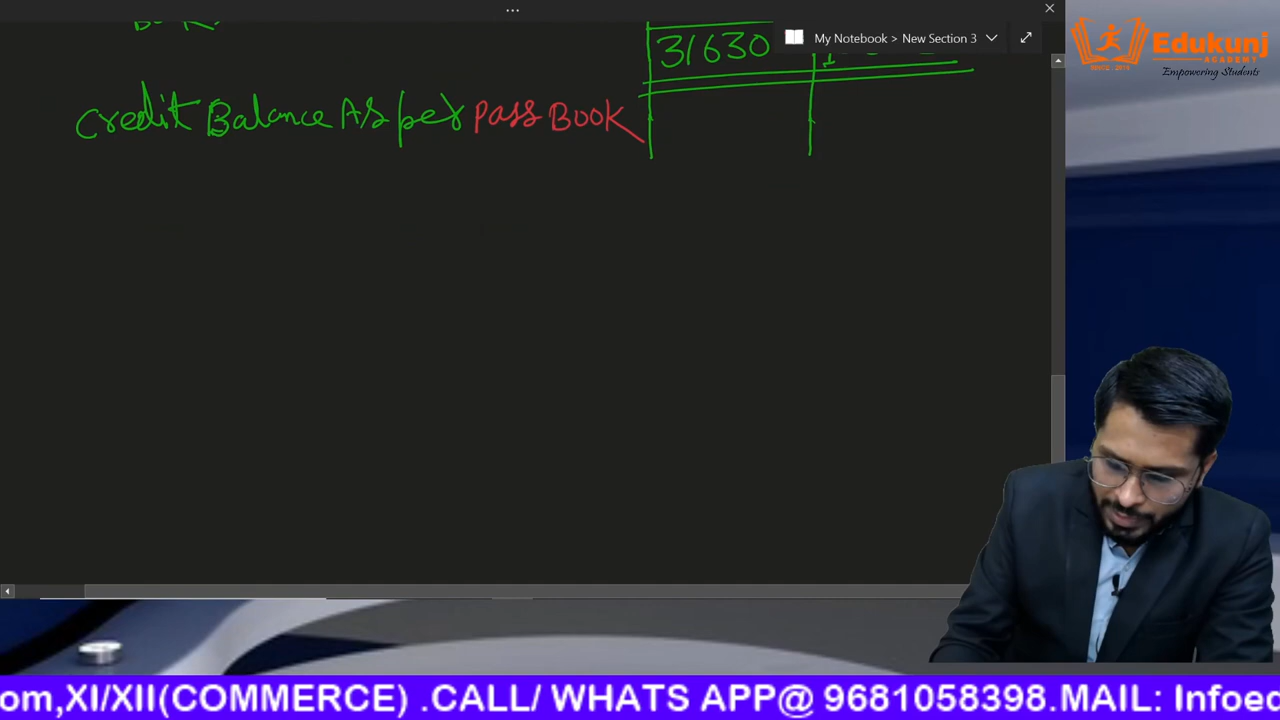 ...
My Notebook > New Section 3
Edukunj
ACADEMY
Empowering Students
31630
Credit Balance As per Pass Book
om,XI/XII(COMMERCE) .CALL/ WHATS APP@ 9681058398.MAIL: Infoed